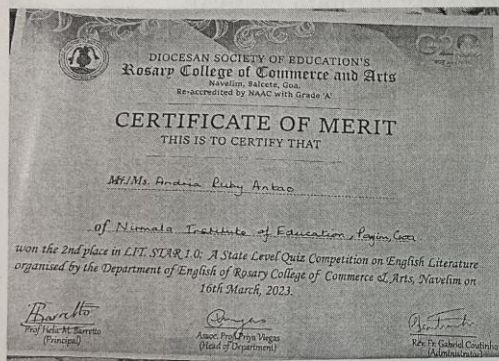 DIOCESAN SOCIETY OF EDUCATION'S
G20
Rosary College of Commerce and Arts
Navelim, Salcete, Goa.
Re-accredited by NAAC with Grade 'A'
CERTIFICATE OF MERIT
THIS IS TO CERTIFY THAT
Mr./Ms. Andria Ruby Antao
of Nirmala Institute of Education, Panjim, Goa
won the 2nd place in LIT. STAR 1.0: A State Level Quiz Competition on English Literature
organised by the Department of English of Rosary College of Commerce & Arts, Navelim on
16th March, 2023.
Barretto
Prof Helic M. Barretto
(Principal)
Assoc. Prof Priya Viegas
(Head of Department)
Rev. Fr. Gabriel Coutinho
(Administrator)